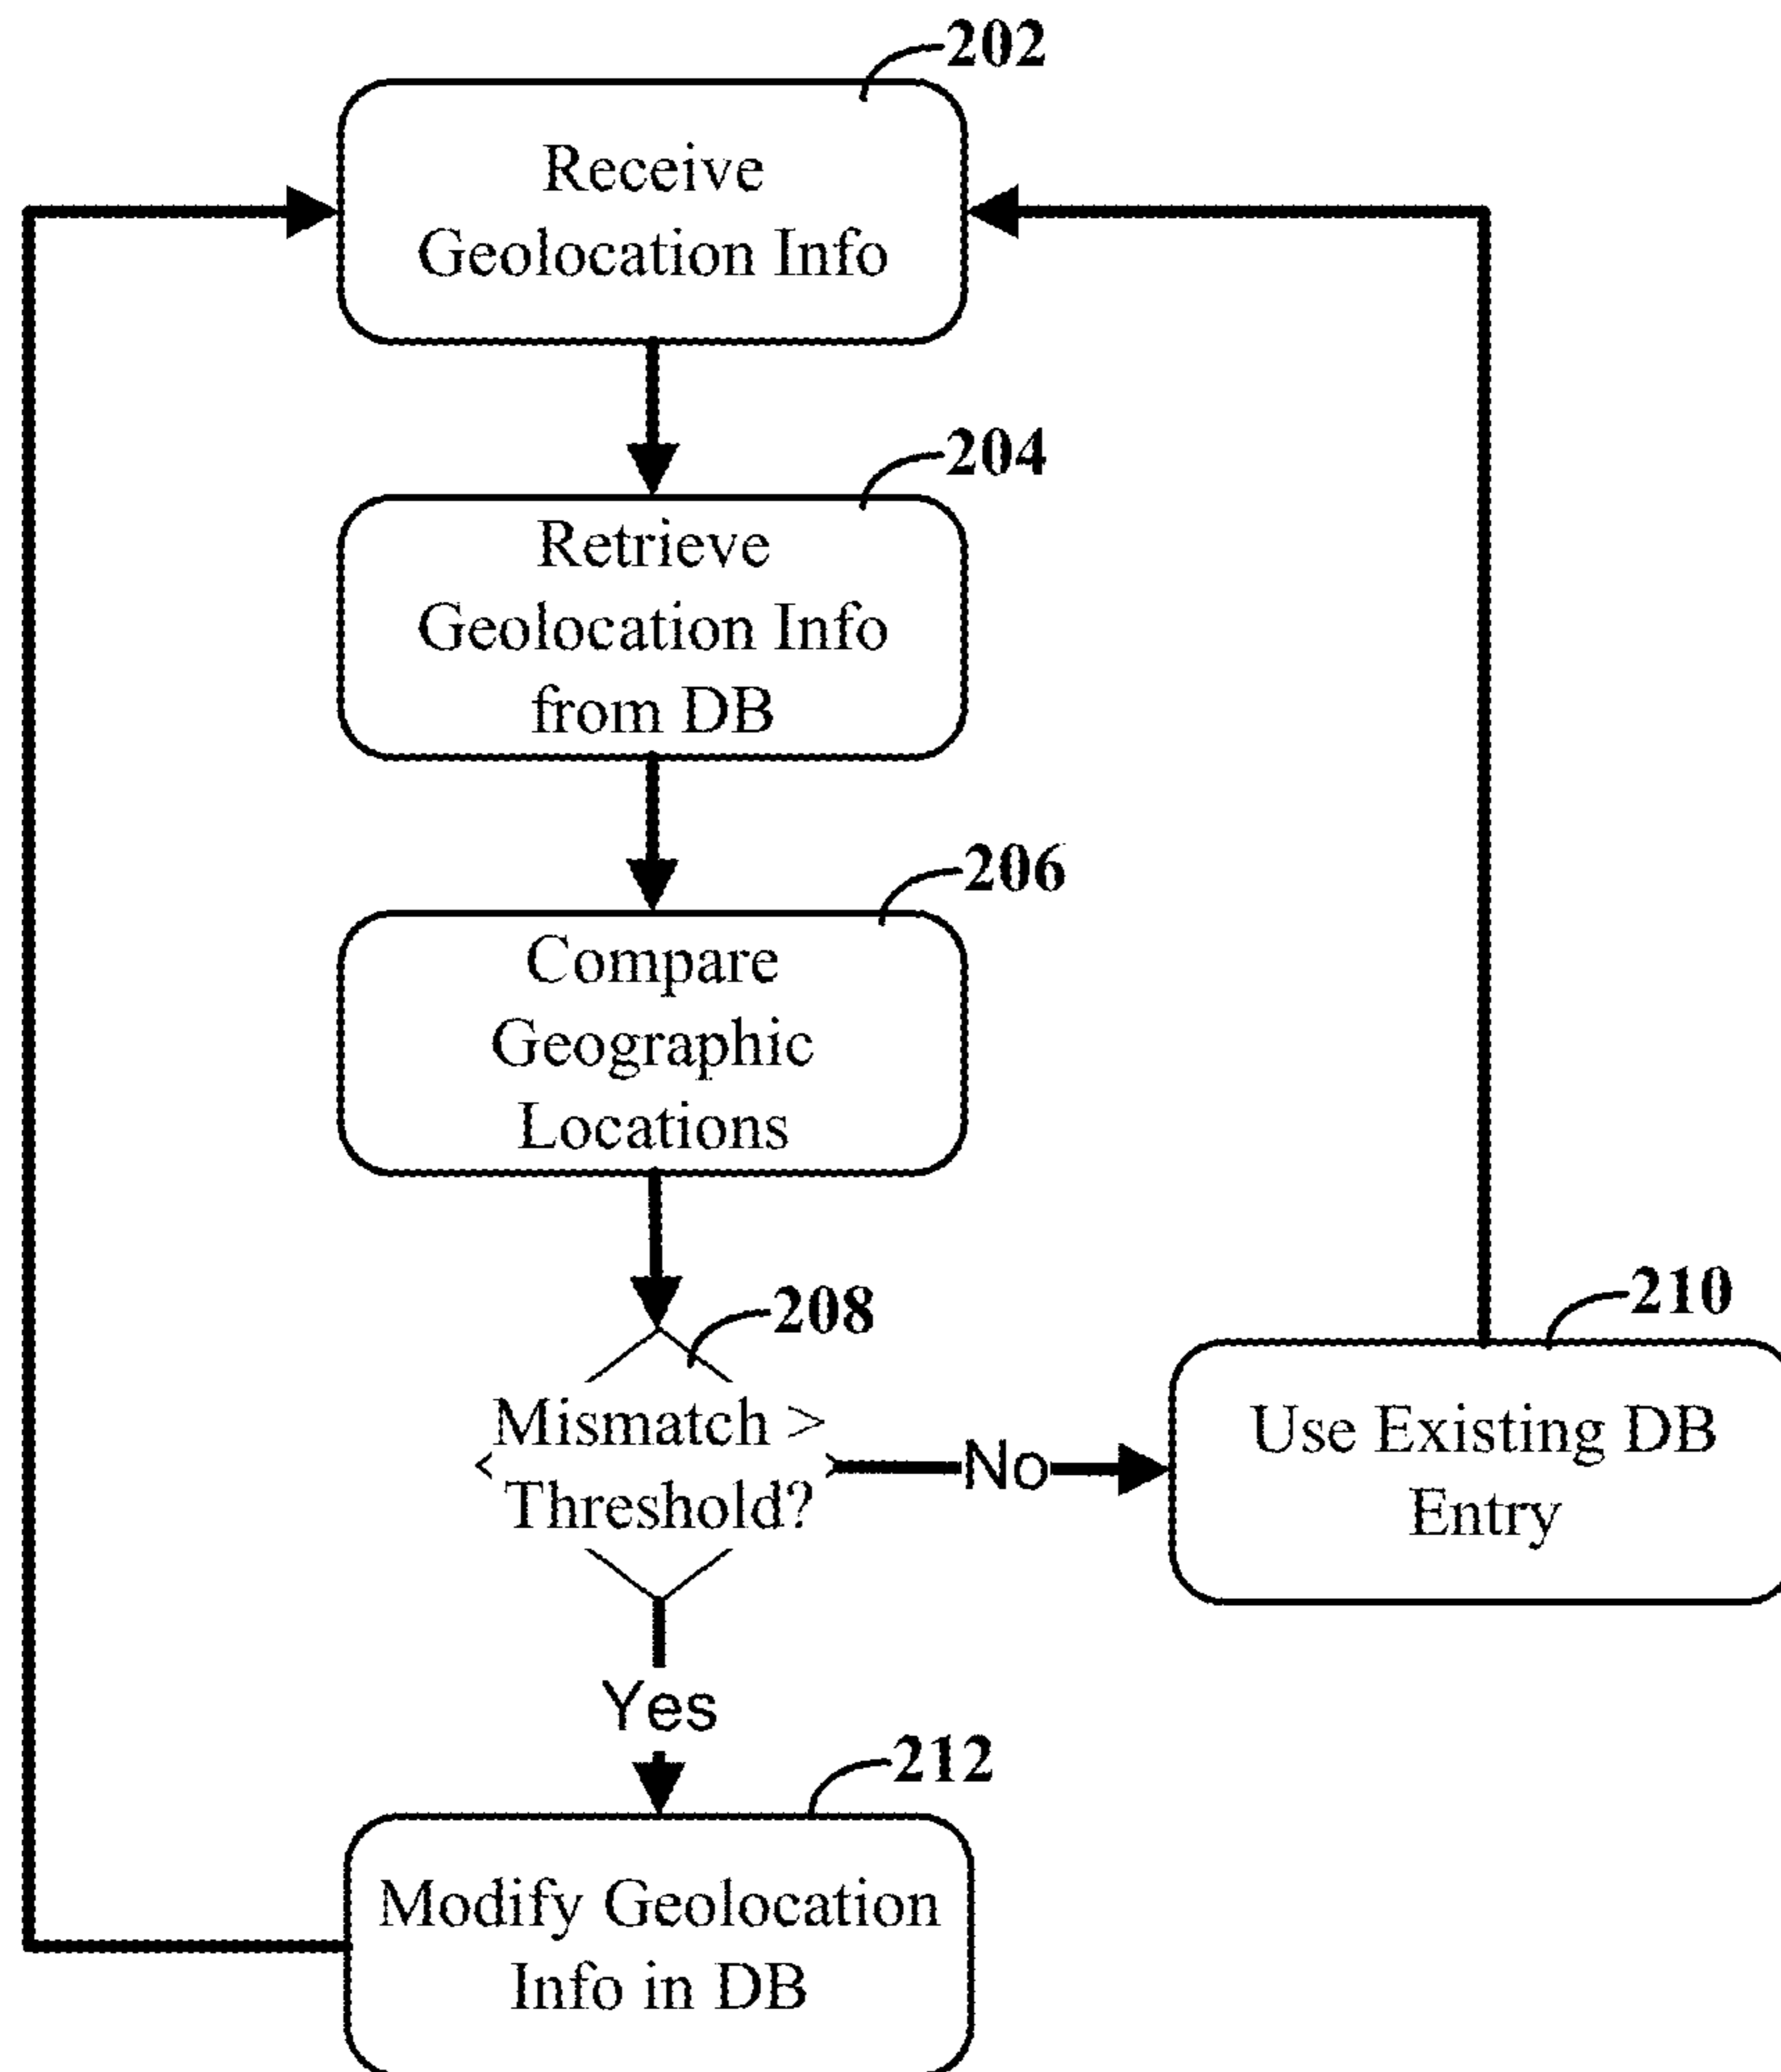 202
Receive
Geolocation Info
204
Retrieve
Geolocation Info
from DB
206
Compare
Geographic
Locations
208
Mismatch >
Threshold?
No
210
Use Existing DB
Entry
Yes
212
Modify Geolocation
Info in DB